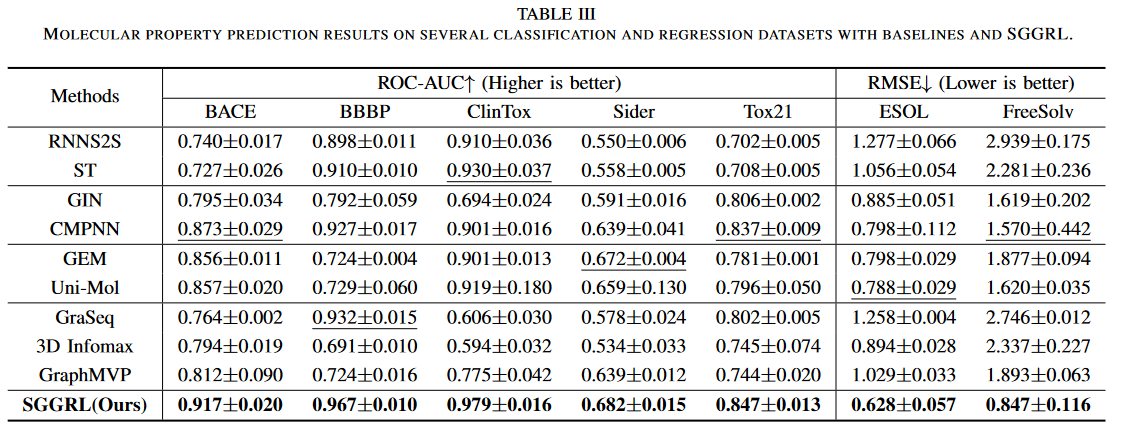 TABLE III
MOLECULAR PROPERTY PREDICTION RESULTS ON SEVERAL CLASSIFICATION AND REGRESSION DATASETS WITH BASELINES AND SGGRL.
Methods ROC-AUC↑ (Higher is better) RMSE↓ (Lower is better)
BACE BBBP ClinTox Sider Tox21 ESOL FreeSolv
RNNS2S 0.740±0.017 0.898±0.011 0.910±0.036 0.550±0.006 0.702±0.005 1.277±0.066 2.939±0.175
ST 0.727±0.026 0.910±0.010 0.930±0.037 0.558±0.005 0.708±0.005 1.056±0.054 2.281±0.236
GIN 0.795±0.034 0.792±0.059 0.694±0.024 0.591±0.016 0.806±0.002 0.885±0.051 1.619±0.202
CMPNN 0.873±0.029 0.927±0.017 0.901±0.016 0.639±0.041 0.837±0.009 0.798±0.112 1.570±0.442
GEM 0.856±0.011 0.724±0.004 0.901±0.013 0.672±0.004 0.781±0.001 0.798±0.029 1.877±0.094
Uni-Mol 0.857±0.020 0.729±0.060 0.919±0.180 0.659±0.130 0.796±0.050 0.788±0.029 1.620±0.035
GraSeq 0.764±0.002 0.932±0.015 0.606±0.030 0.578±0.024 0.802±0.005 1.258±0.004 2.746±0.012
3D Infomax 0.794±0.019 0.691±0.010 0.594±0.032 0.534±0.033 0.745±0.074 0.894±0.028 2.337±0.227
GraphMVP 0.812±0.090 0.724±0.016 0.775±0.042 0.639±0.012 0.744±0.020 1.029±0.033 1.893±0.063
SGGRL(Ours) 0.917±0.020 0.967±0.010 0.979±0.016 0.682±0.015 0.847±0.013 0.628±0.057 0.847±0.116